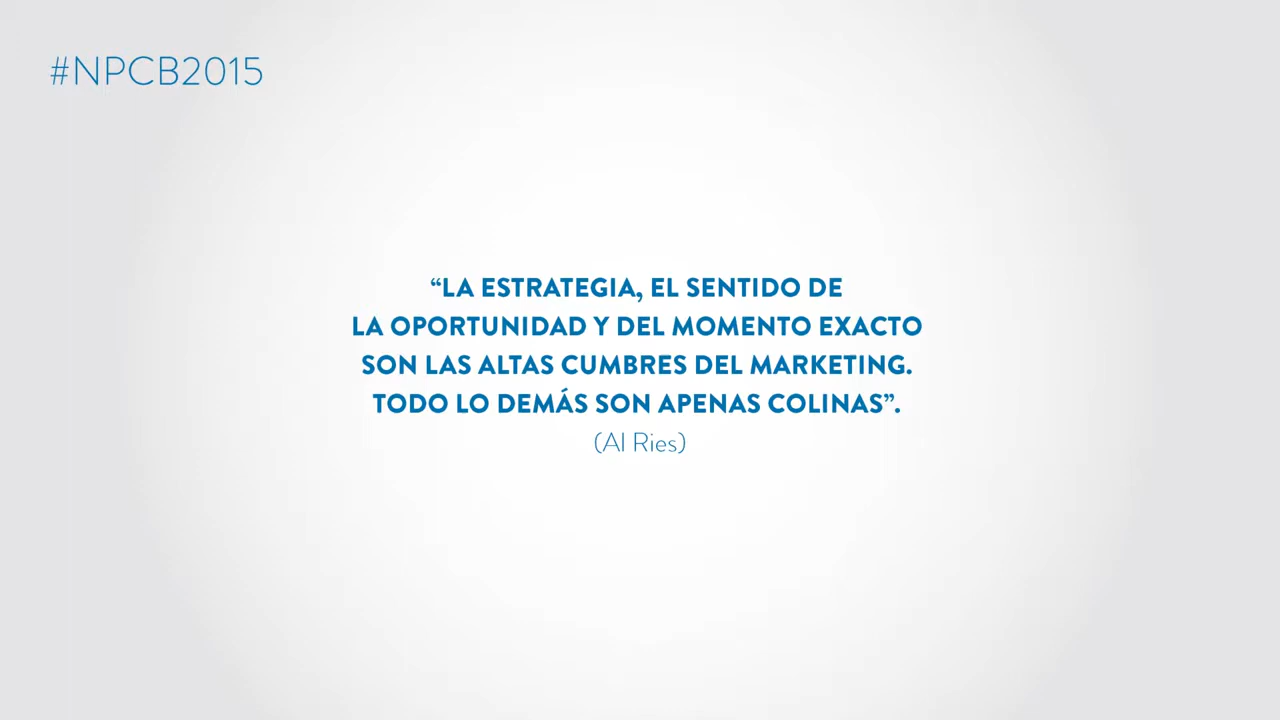 #NPCB2015
“LA ESTRATEGIA, EL SENTIDO DE
LA OPORTUNIDAD Y DEL MOMENTO EXACTO
SON LAS ALTAS CUMBRES DEL MARKETING.
TODO LO DEMÁS SON APENAS COLINAS”.
(Al Ries)